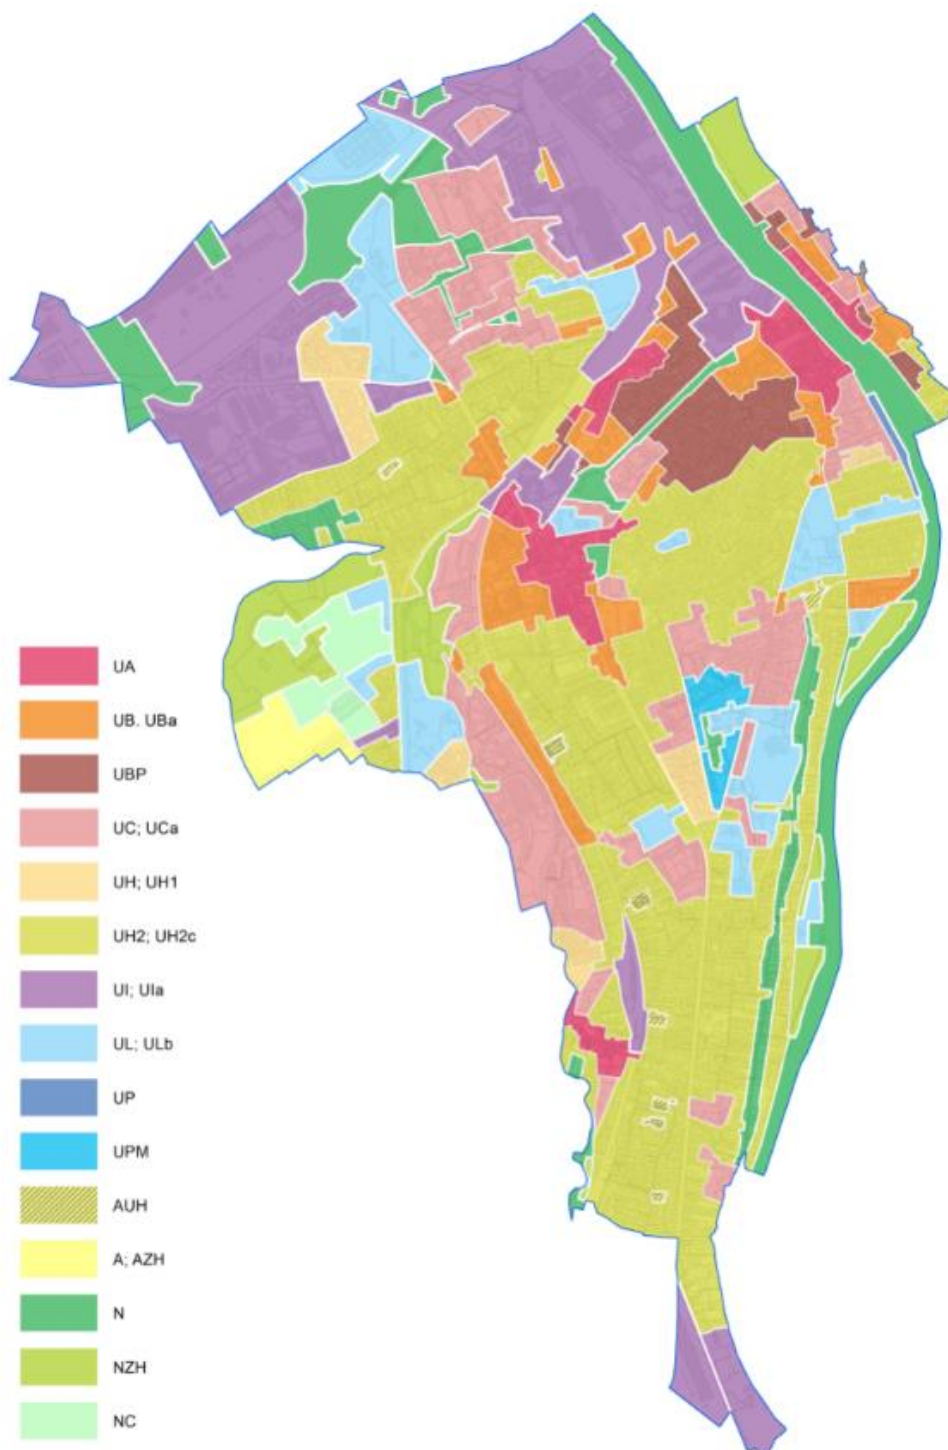 UA
UB. UBa
UBP
UC; UCa
UH; UH1
UH2; UH2c
UI; UIa
UL; ULb
UP
UPM
AUH
A; AZH
N
NZH
NC